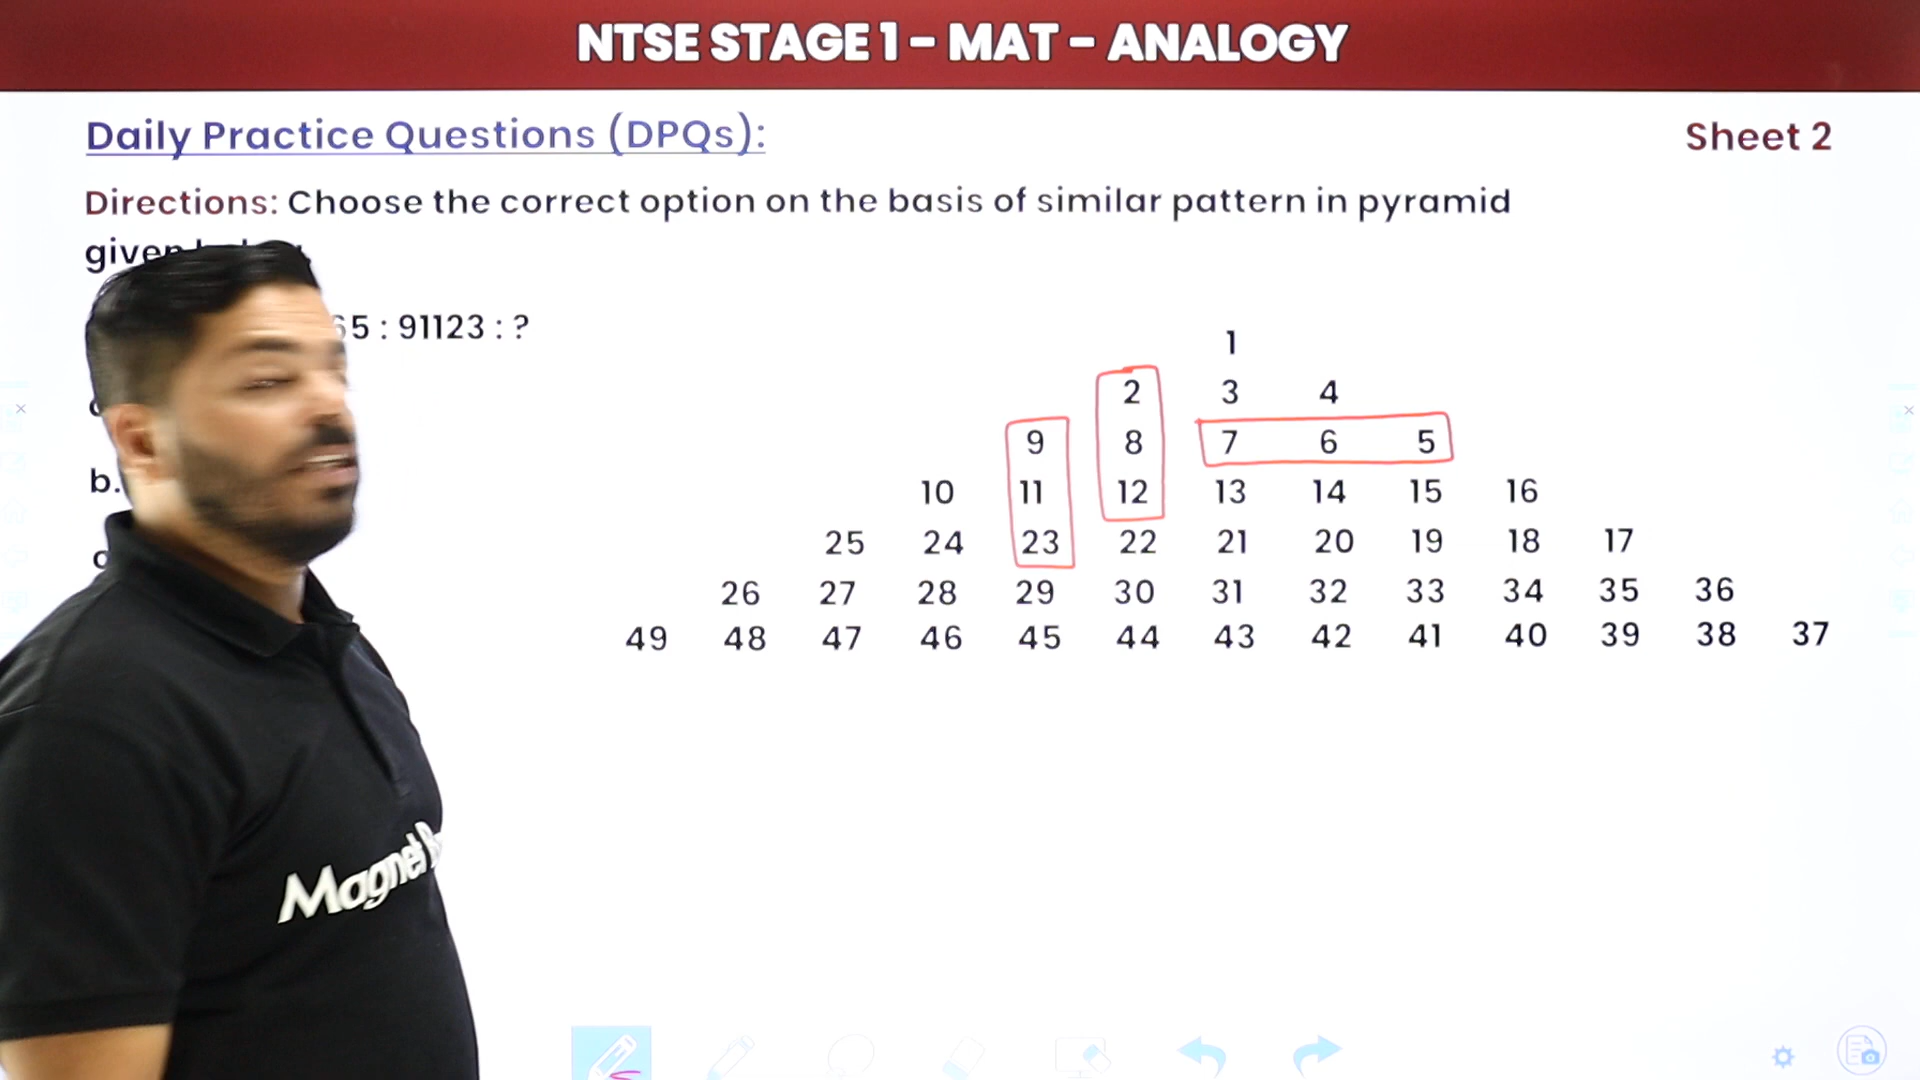 NTSE STAGE 1 – MAT – ANALOGY
Daily Practice Questions (DPQs):
Sheet 2
Directions: Choose the correct option on the basis of similar pattern in pyramid
given
65 : 91123 : ?
1
2 3 4
9 8 7 6 5
10 11 12 13 14 15 16
25 24 23 22 21 20 19 18 17
b.
26 27 28 29 30 31 32 33 34 35 36
49 48 47 46 45 44 43 42 41 40 39 38 37
Magnet